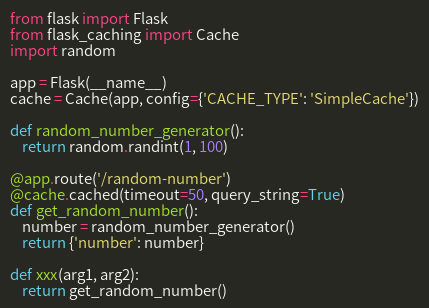 from flask import Flask
from flask_caching import Cache
import random

app = Flask(__name__)
cache = Cache(app, config={'CACHE_TYPE': 'SimpleCache'})

def random_number_generator():
    return random.randint(1, 100)

@app.route('/random-number')
@cache.cached(timeout=50, query_string=True)
def get_random_number():
    number = random_number_generator()
    return {'number': number}

def xxx(arg1, arg2):
    return get_random_number()